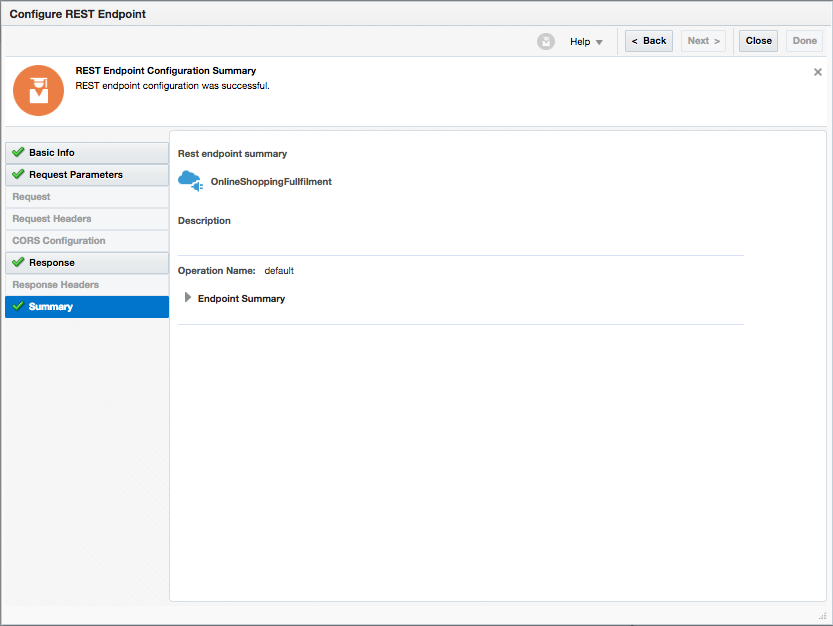 Configure REST Endpoint
Help
< Back
Next >
Close
Done
REST Endpoint Configuration Summary
REST endpoint configuration was successful.
Basic Info
Request Parameters
Request
Request Headers
CORS Configuration
Response
Response Headers
Summary
Rest endpoint summary
OnlineShoppingFullfilment
Description
Operation Name: default
Endpoint Summary